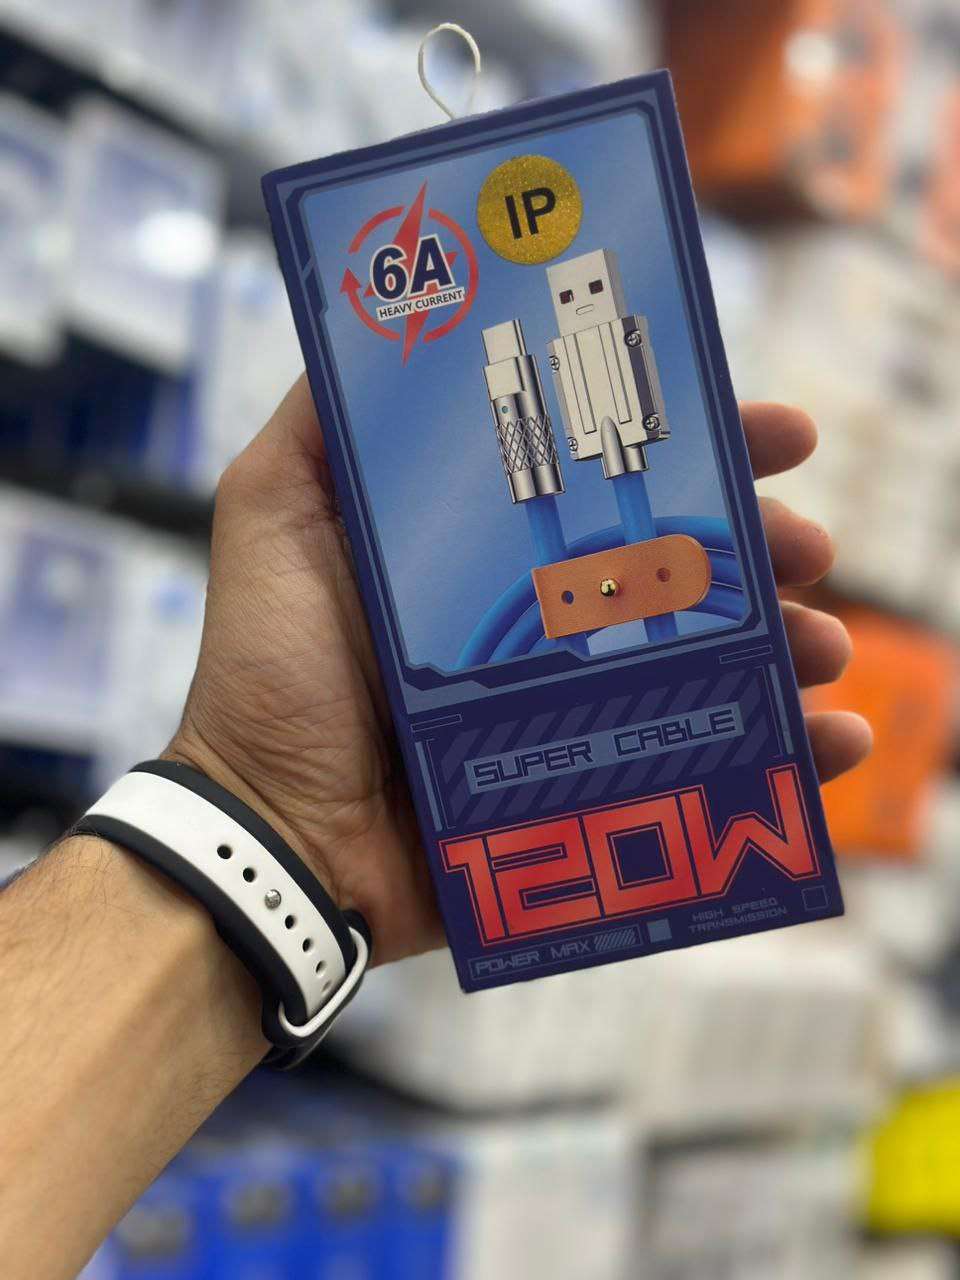 IP
6A
HEAVY CURRENT
SUPER CABLE
120W
POWER MAX
HIGH SPEED
TRANSMISSION